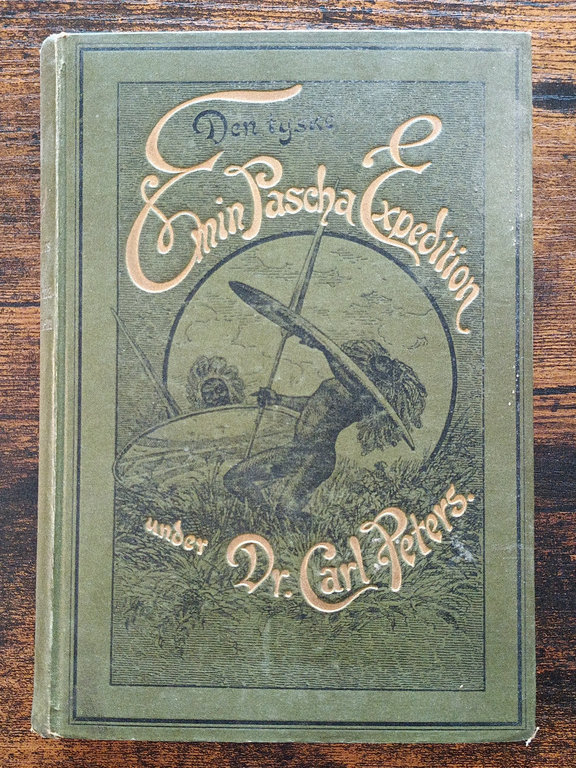 Den tyske
Emin Pascha Expedition
under Dr. Carl Peters.